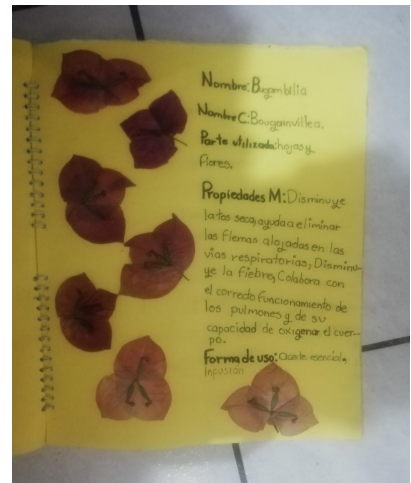 Nombre: Bugambilia
Nombre C: Bougainvillea.
Parte utilizada: hojas y
flores.
Propiedades M: Disminuye
la tos seca, ayuda a eliminar
las flemas alojadas en las
vias respiratorias, Disminu-
ye la fiebre, Colabora con
el correcto funcionamiento de
los pulmones y de su
capacidad de oxigenar el cuer-
po.
Forma de uso: Aceite esencial,
Infusión